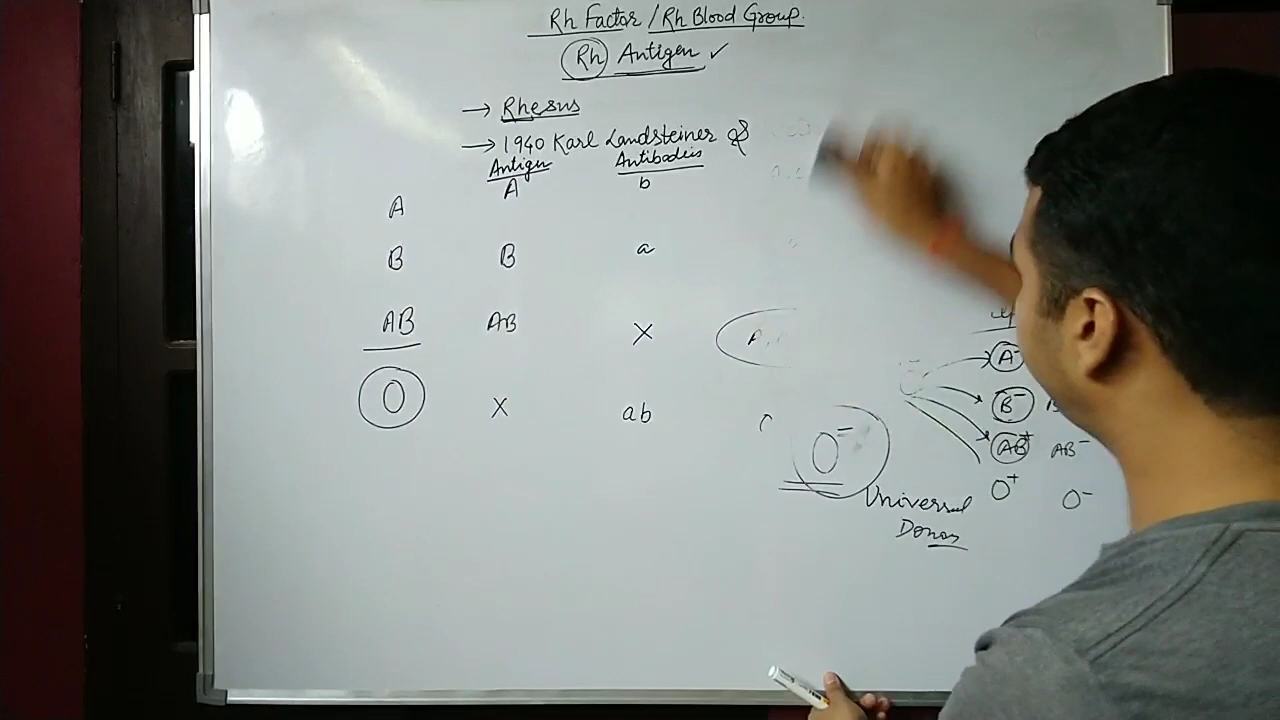 Rh Factor / Rh Blood Group.
Rh Antigen ✓
→ Rhesus
→ 1940 Karl Landsteiner &
Antigen Antibodies
A A b
B B a
AB AB X
O X ab
A⁻
B⁻
AB⁺ AB⁻
O⁺ O⁻
O⁻
Universal
Donor